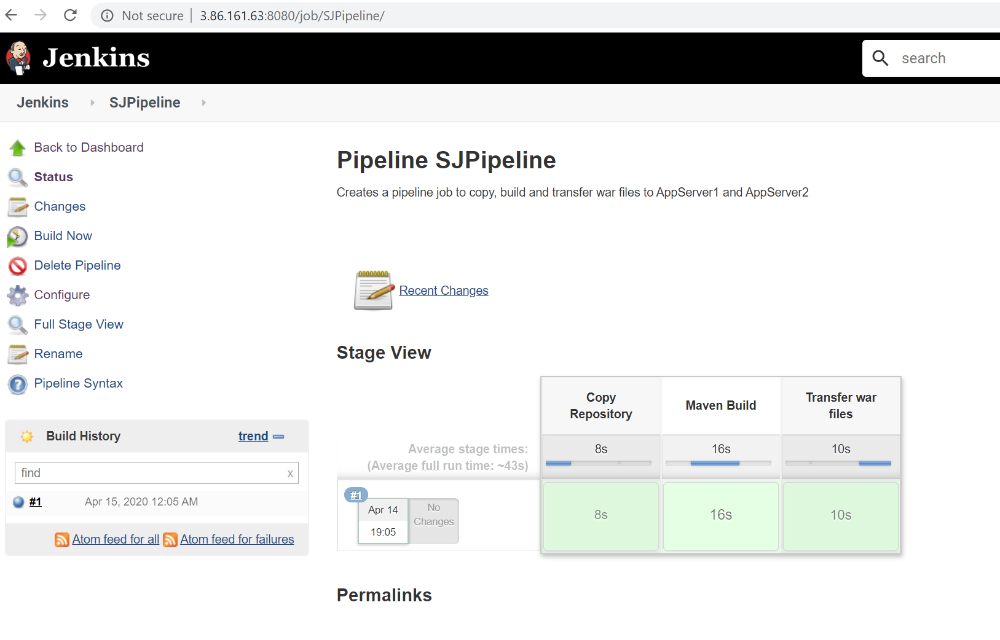 Not secure
3.86.161.63:8080/job/SJPipeline/
Jenkins
search
Jenkins
SJPipeline
Back to Dashboard
Status
Changes
Build Now
Delete Pipeline
Configure
Full Stage View
Rename
Pipeline Syntax
Build History
trend
find
x
#1
Apr 15, 2020 12:05 AM
Atom feed for all
Atom feed for failures
Pipeline SJPipeline
Creates a pipeline job to copy, build and transfer war files to AppServer1 and AppServer2
Recent Changes
Stage View
Copy
Repository
Maven Build
Transfer war
files
Average stage times:
(Average full run time: ~43s)
8s
16s
10s
#1
Apr 14
19:05
No
Changes
8s
16s
10s
Permalinks